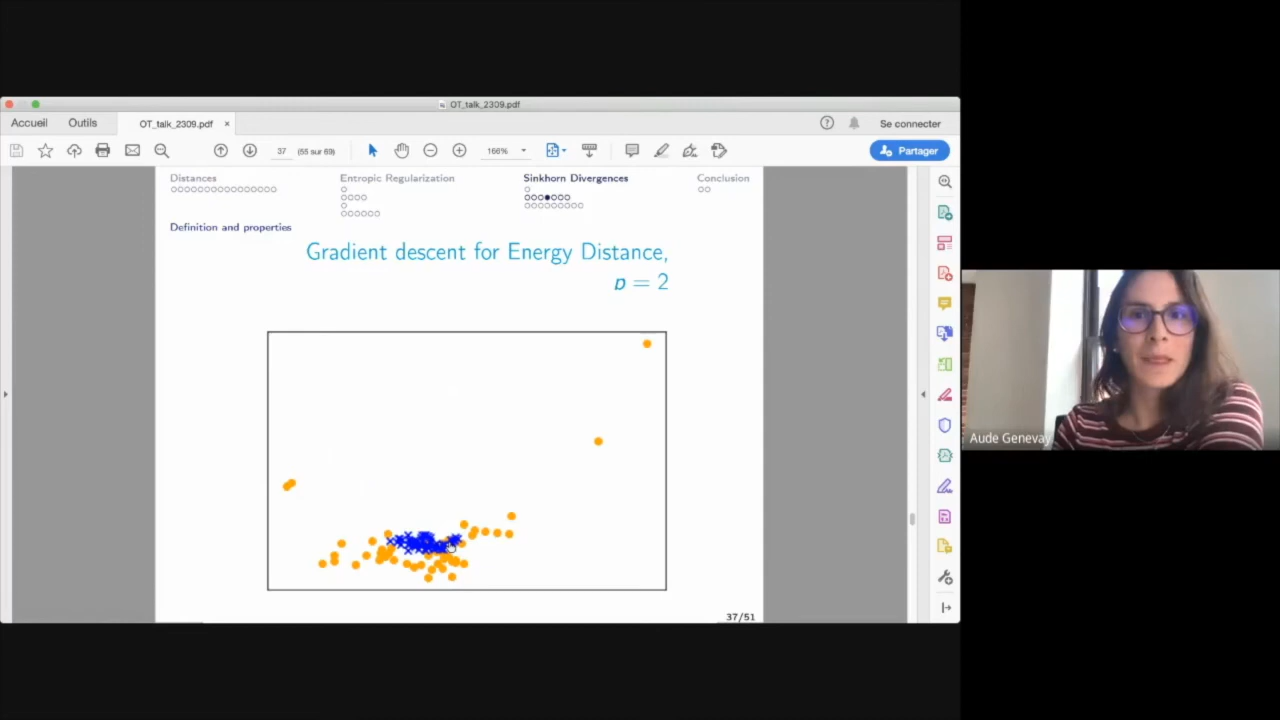 OT_talk_2309.pdf
Accueil
Outils
OT_talk_2309.pdf ×
Se connecter
37 (55 sur 69)
166%
Partager
Distances
Entropic Regularization
Sinkhorn Divergences
Conclusion
Definition and properties
Gradient descent for Energy Distance,
p = 2
37/51
Aude Genevay